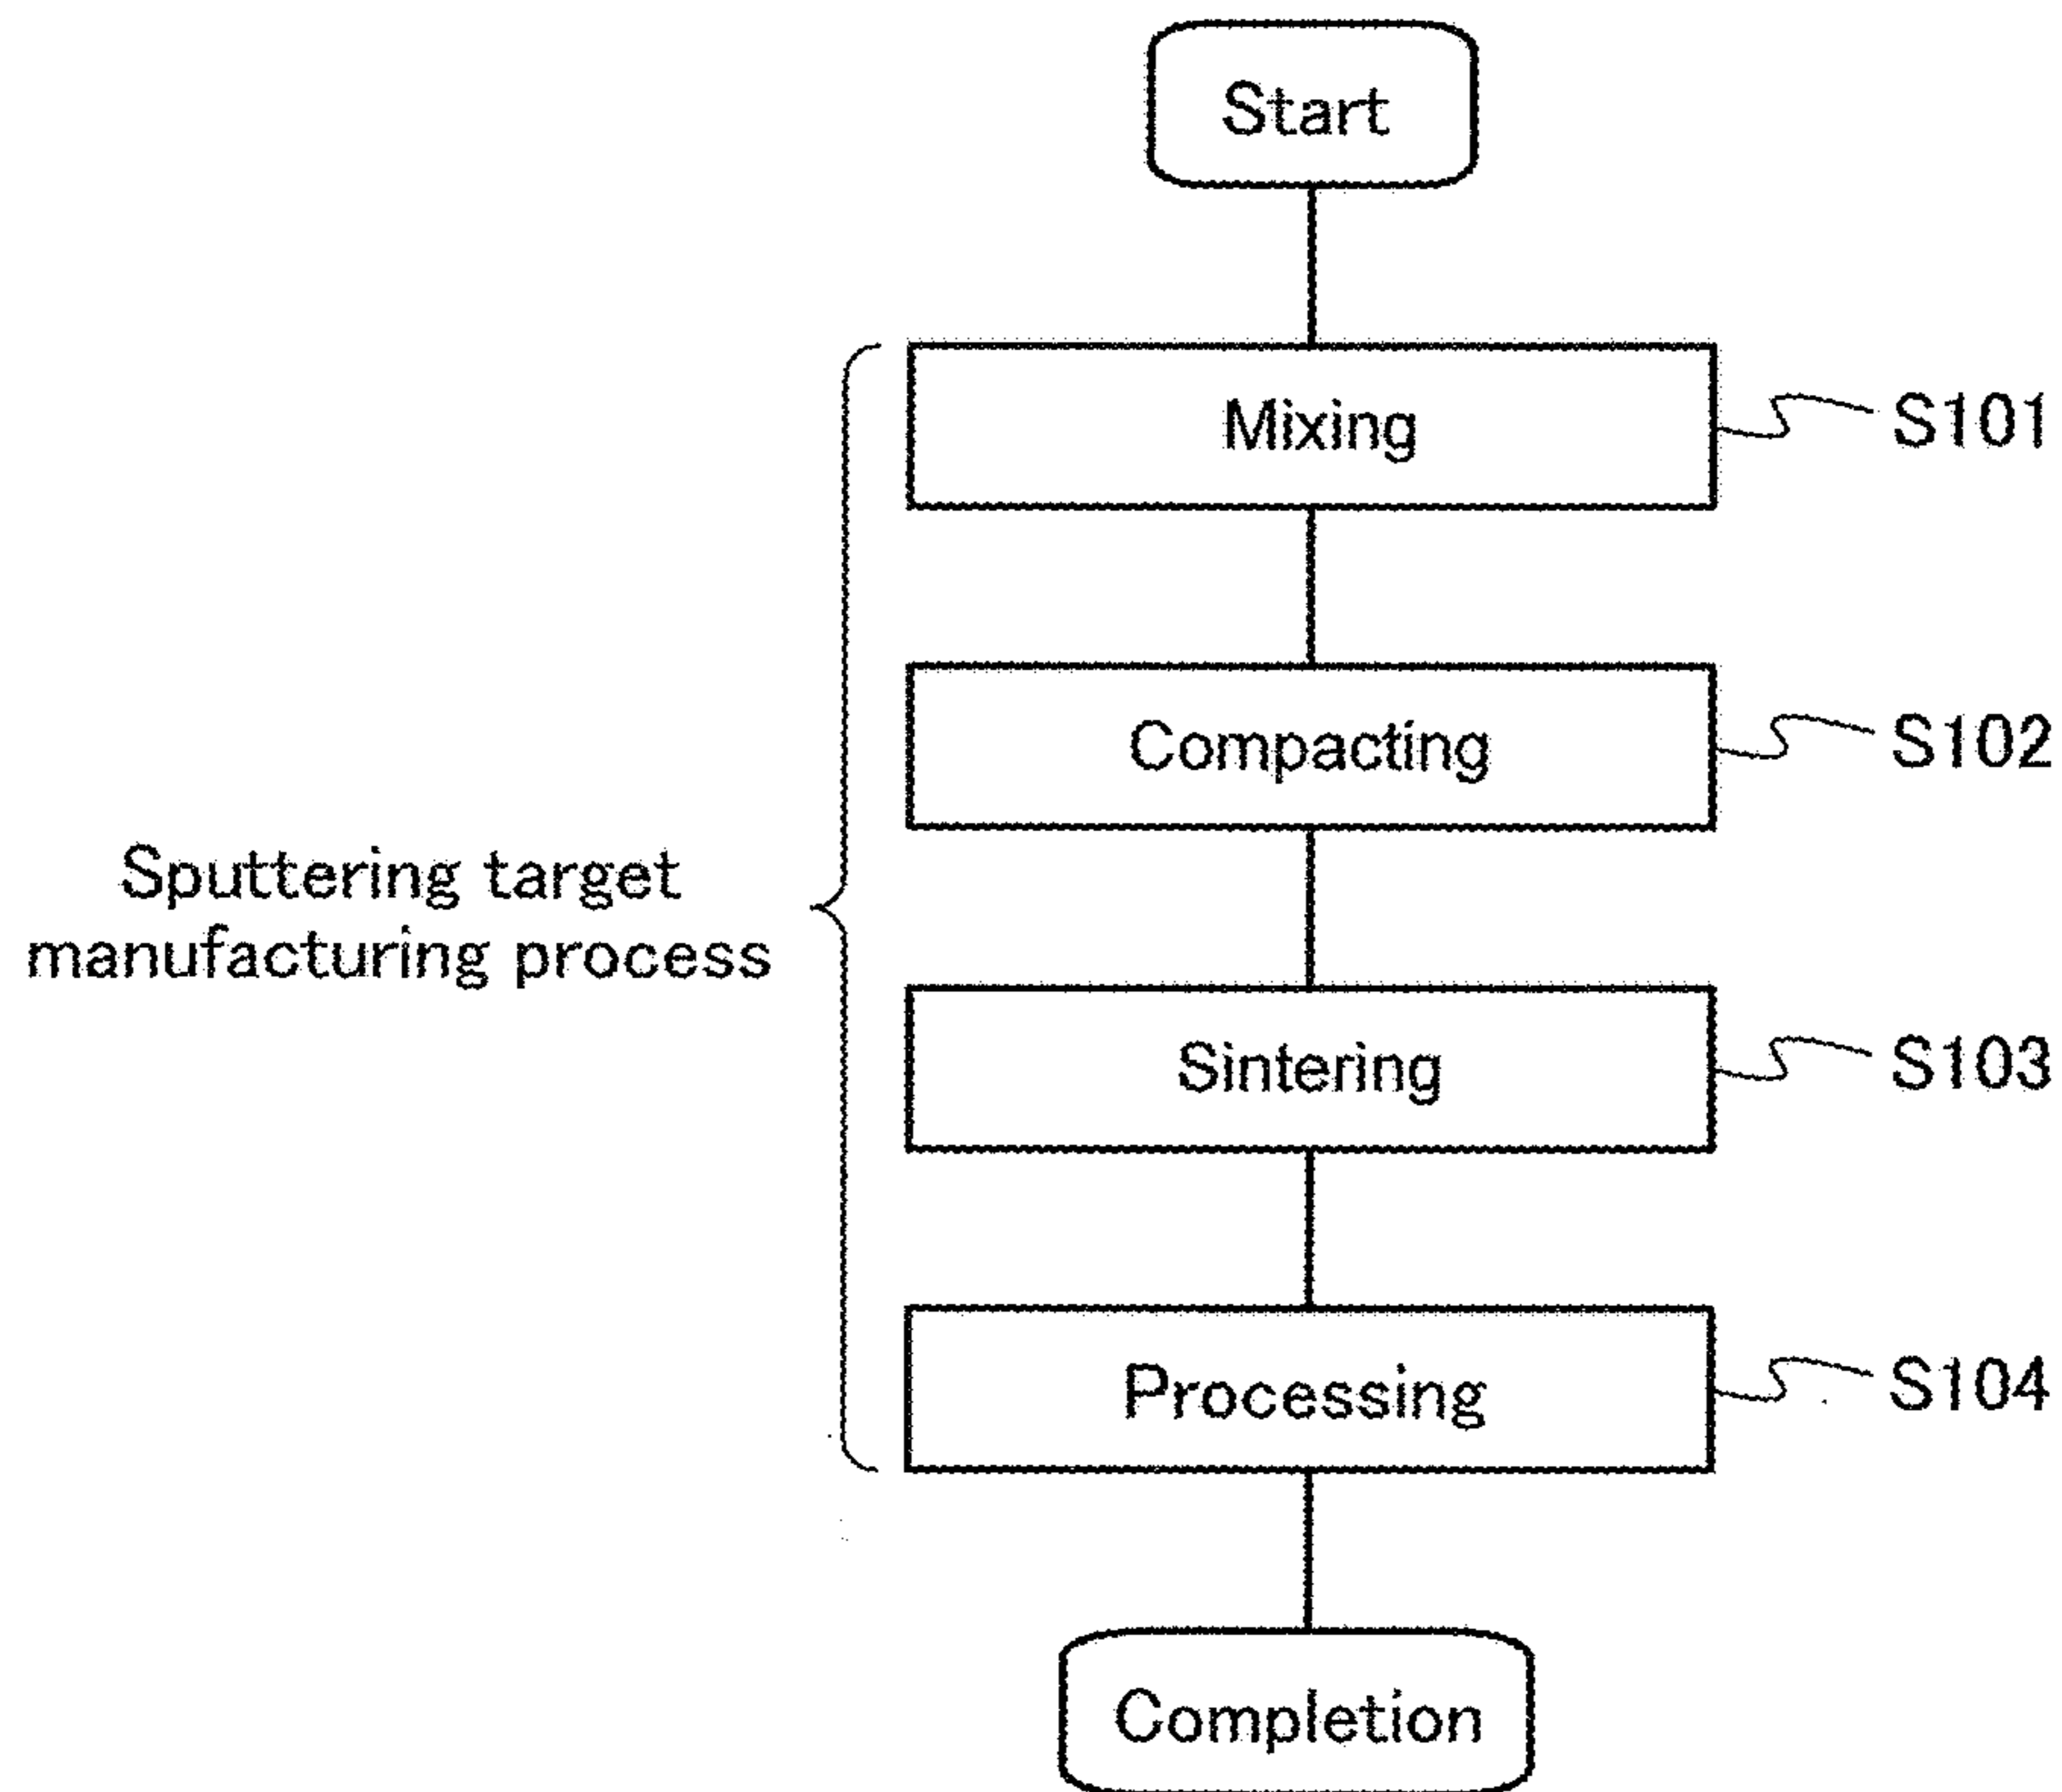 Start
Mixing
S101
Compacting
S102
Sputtering target
manufacturing process
Sintering
S103
Processing
S104
Completion